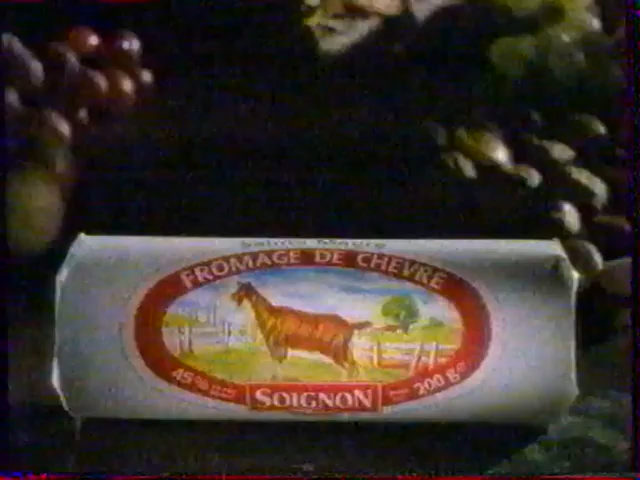 Sainte Maure
FROMAGE DE CHEVRE
45%
200 g
SOIGNON